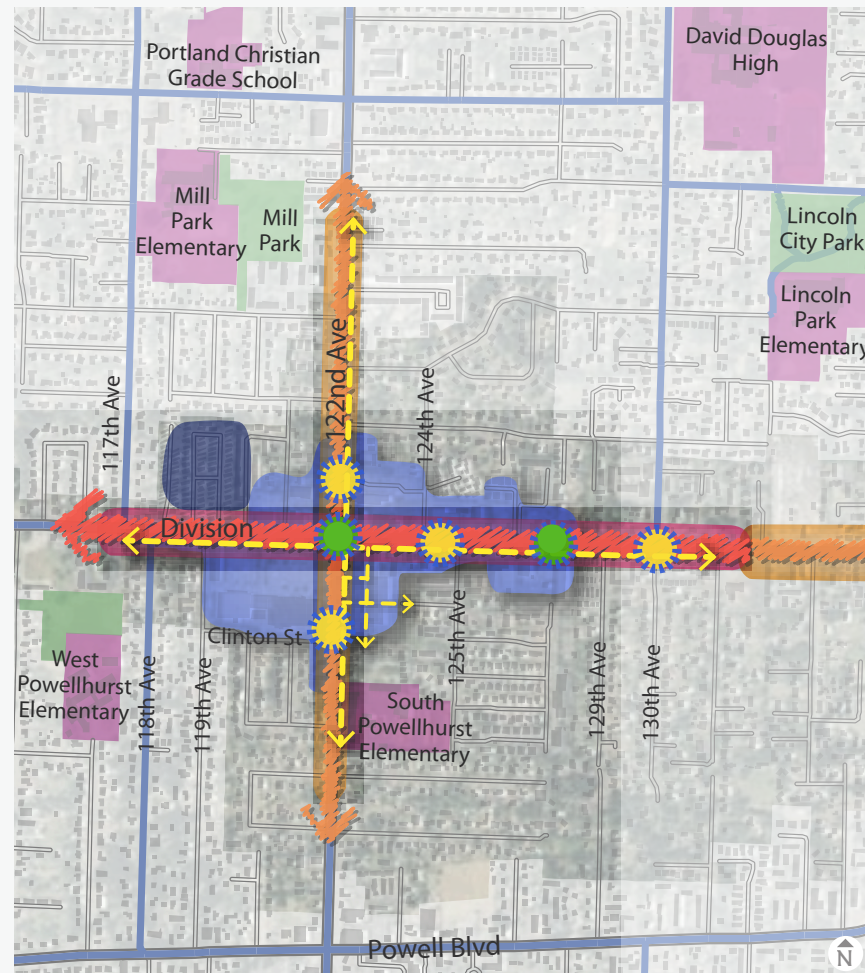 Portland Christian
Grade School
David Douglas
High
Mill
Park
Elementary
Mill
Park
Lincoln
City Park
Lincoln
Park
Elementary
122nd Ave
117th Ave
124th Ave
Division
Clinton St
125th Ave
West
Powellhurst
Elementary
118th Ave
119th Ave
South
Powellhurst
Elementary
129th Ave
130th Ave
Powell Blvd
N